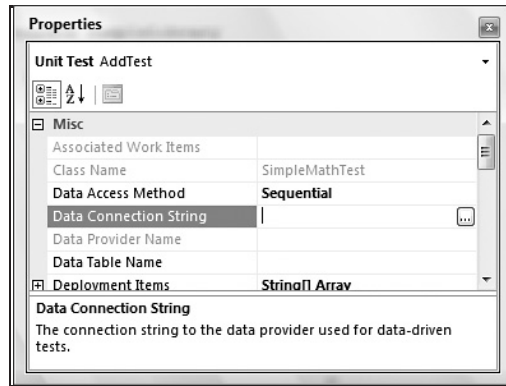 Properties
Unit Test AddTest
Misc
Associated Work Items
Class Name SimpleMathTest
Data Access Method Sequential
Data Connection String ...
Data Provider Name
Data Table Name
Deployment Items String[] Array
Data Connection String
The connection string to the data provider used for data-driven
tests.